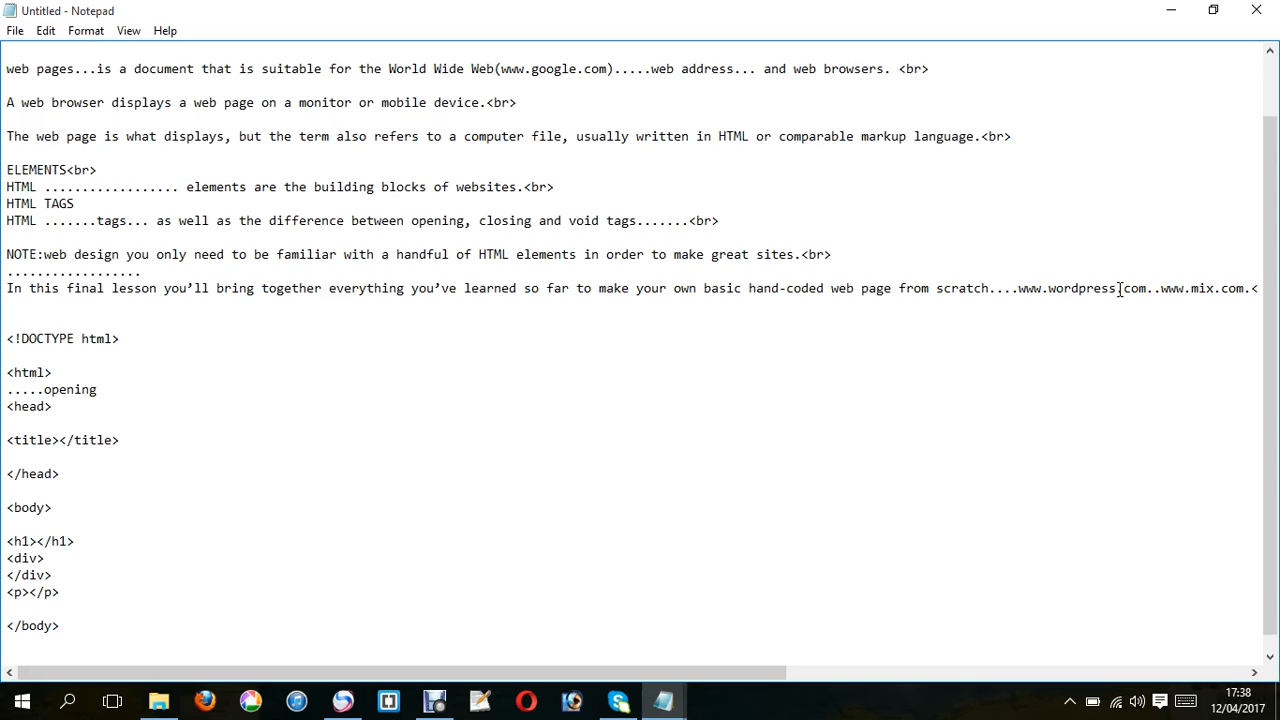 Untitled - Notepad
File Edit Format View Help
web pages...is a document that is suitable for the World Wide Web(www.google.com).....web address... and web browsers. <br>
A web browser displays a web page on a monitor or mobile device.<br>
The web page is what displays, but the term also refers to a computer file, usually written in HTML or comparable markup language.<br>
ELEMENTS<br>
HTML .................. elements are the building blocks of websites.<br>
HTML TAGS
HTML .......tags... as well as the difference between opening, closing and void tags.......<br>
NOTE:web design you only need to be familiar with a handful of HTML elements in order to make great sites.<br>
..................
In this final lesson you’ll bring together everything you’ve learned so far to make your own basic hand-coded web page from scratch....www.wordpress.com..www.mix.com.<
<!DOCTYPE html>
<html>
.....opening
<head>
<title></title>
</head>
<body>
<h1></h1>
<div>
</div>
<p></p>
</body>
17:38
12/04/2017